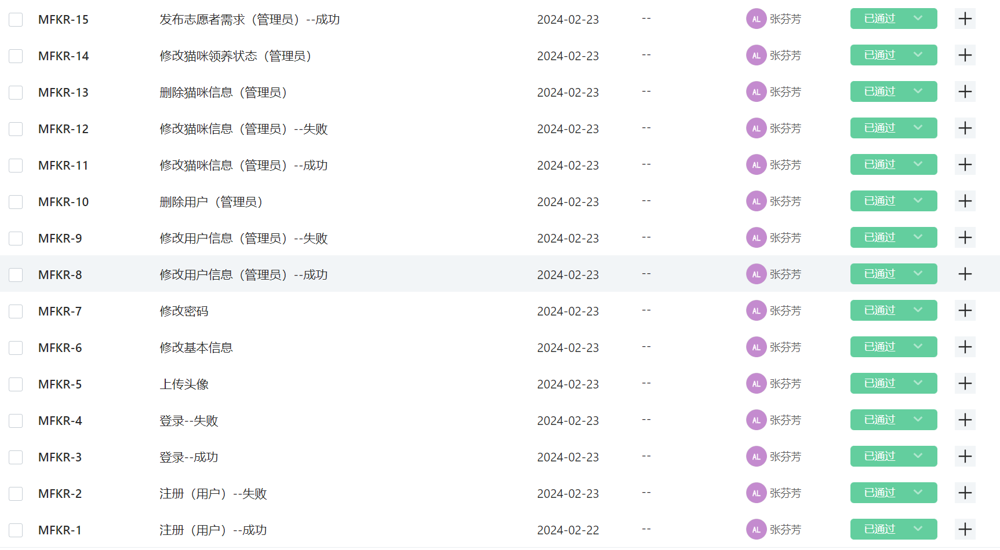 MFKR-15 发布志愿者需求（管理员）--成功 2024-02-23 -- AL 张芬芳 已通过
MFKR-14 修改猫咪领养状态（管理员） 2024-02-23 -- AL 张芬芳 已通过
MFKR-13 删除猫咪信息（管理员） 2024-02-23 -- AL 张芬芳 已通过
MFKR-12 修改猫咪信息（管理员）--失败 2024-02-23 -- AL 张芬芳 已通过
MFKR-11 修改猫咪信息（管理员）--成功 2024-02-23 -- AL 张芬芳 已通过
MFKR-10 删除用户（管理员） 2024-02-23 -- AL 张芬芳 已通过
MFKR-9 修改用户信息（管理员）--失败 2024-02-23 -- AL 张芬芳 已通过
MFKR-8 修改用户信息（管理员）--成功 2024-02-23 -- AL 张芬芳 已通过
MFKR-7 修改密码 2024-02-23 -- AL 张芬芳 已通过
MFKR-6 修改基本信息 2024-02-23 -- AL 张芬芳 已通过
MFKR-5 上传头像 2024-02-23 -- AL 张芬芳 已通过
MFKR-4 登录--失败 2024-02-23 -- AL 张芬芳 已通过
MFKR-3 登录--成功 2024-02-23 -- AL 张芬芳 已通过
MFKR-2 注册（用户）--失败 2024-02-23 -- AL 张芬芳 已通过
MFKR-1 注册（用户）--成功 2024-02-22 -- AL 张芬芳 已通过